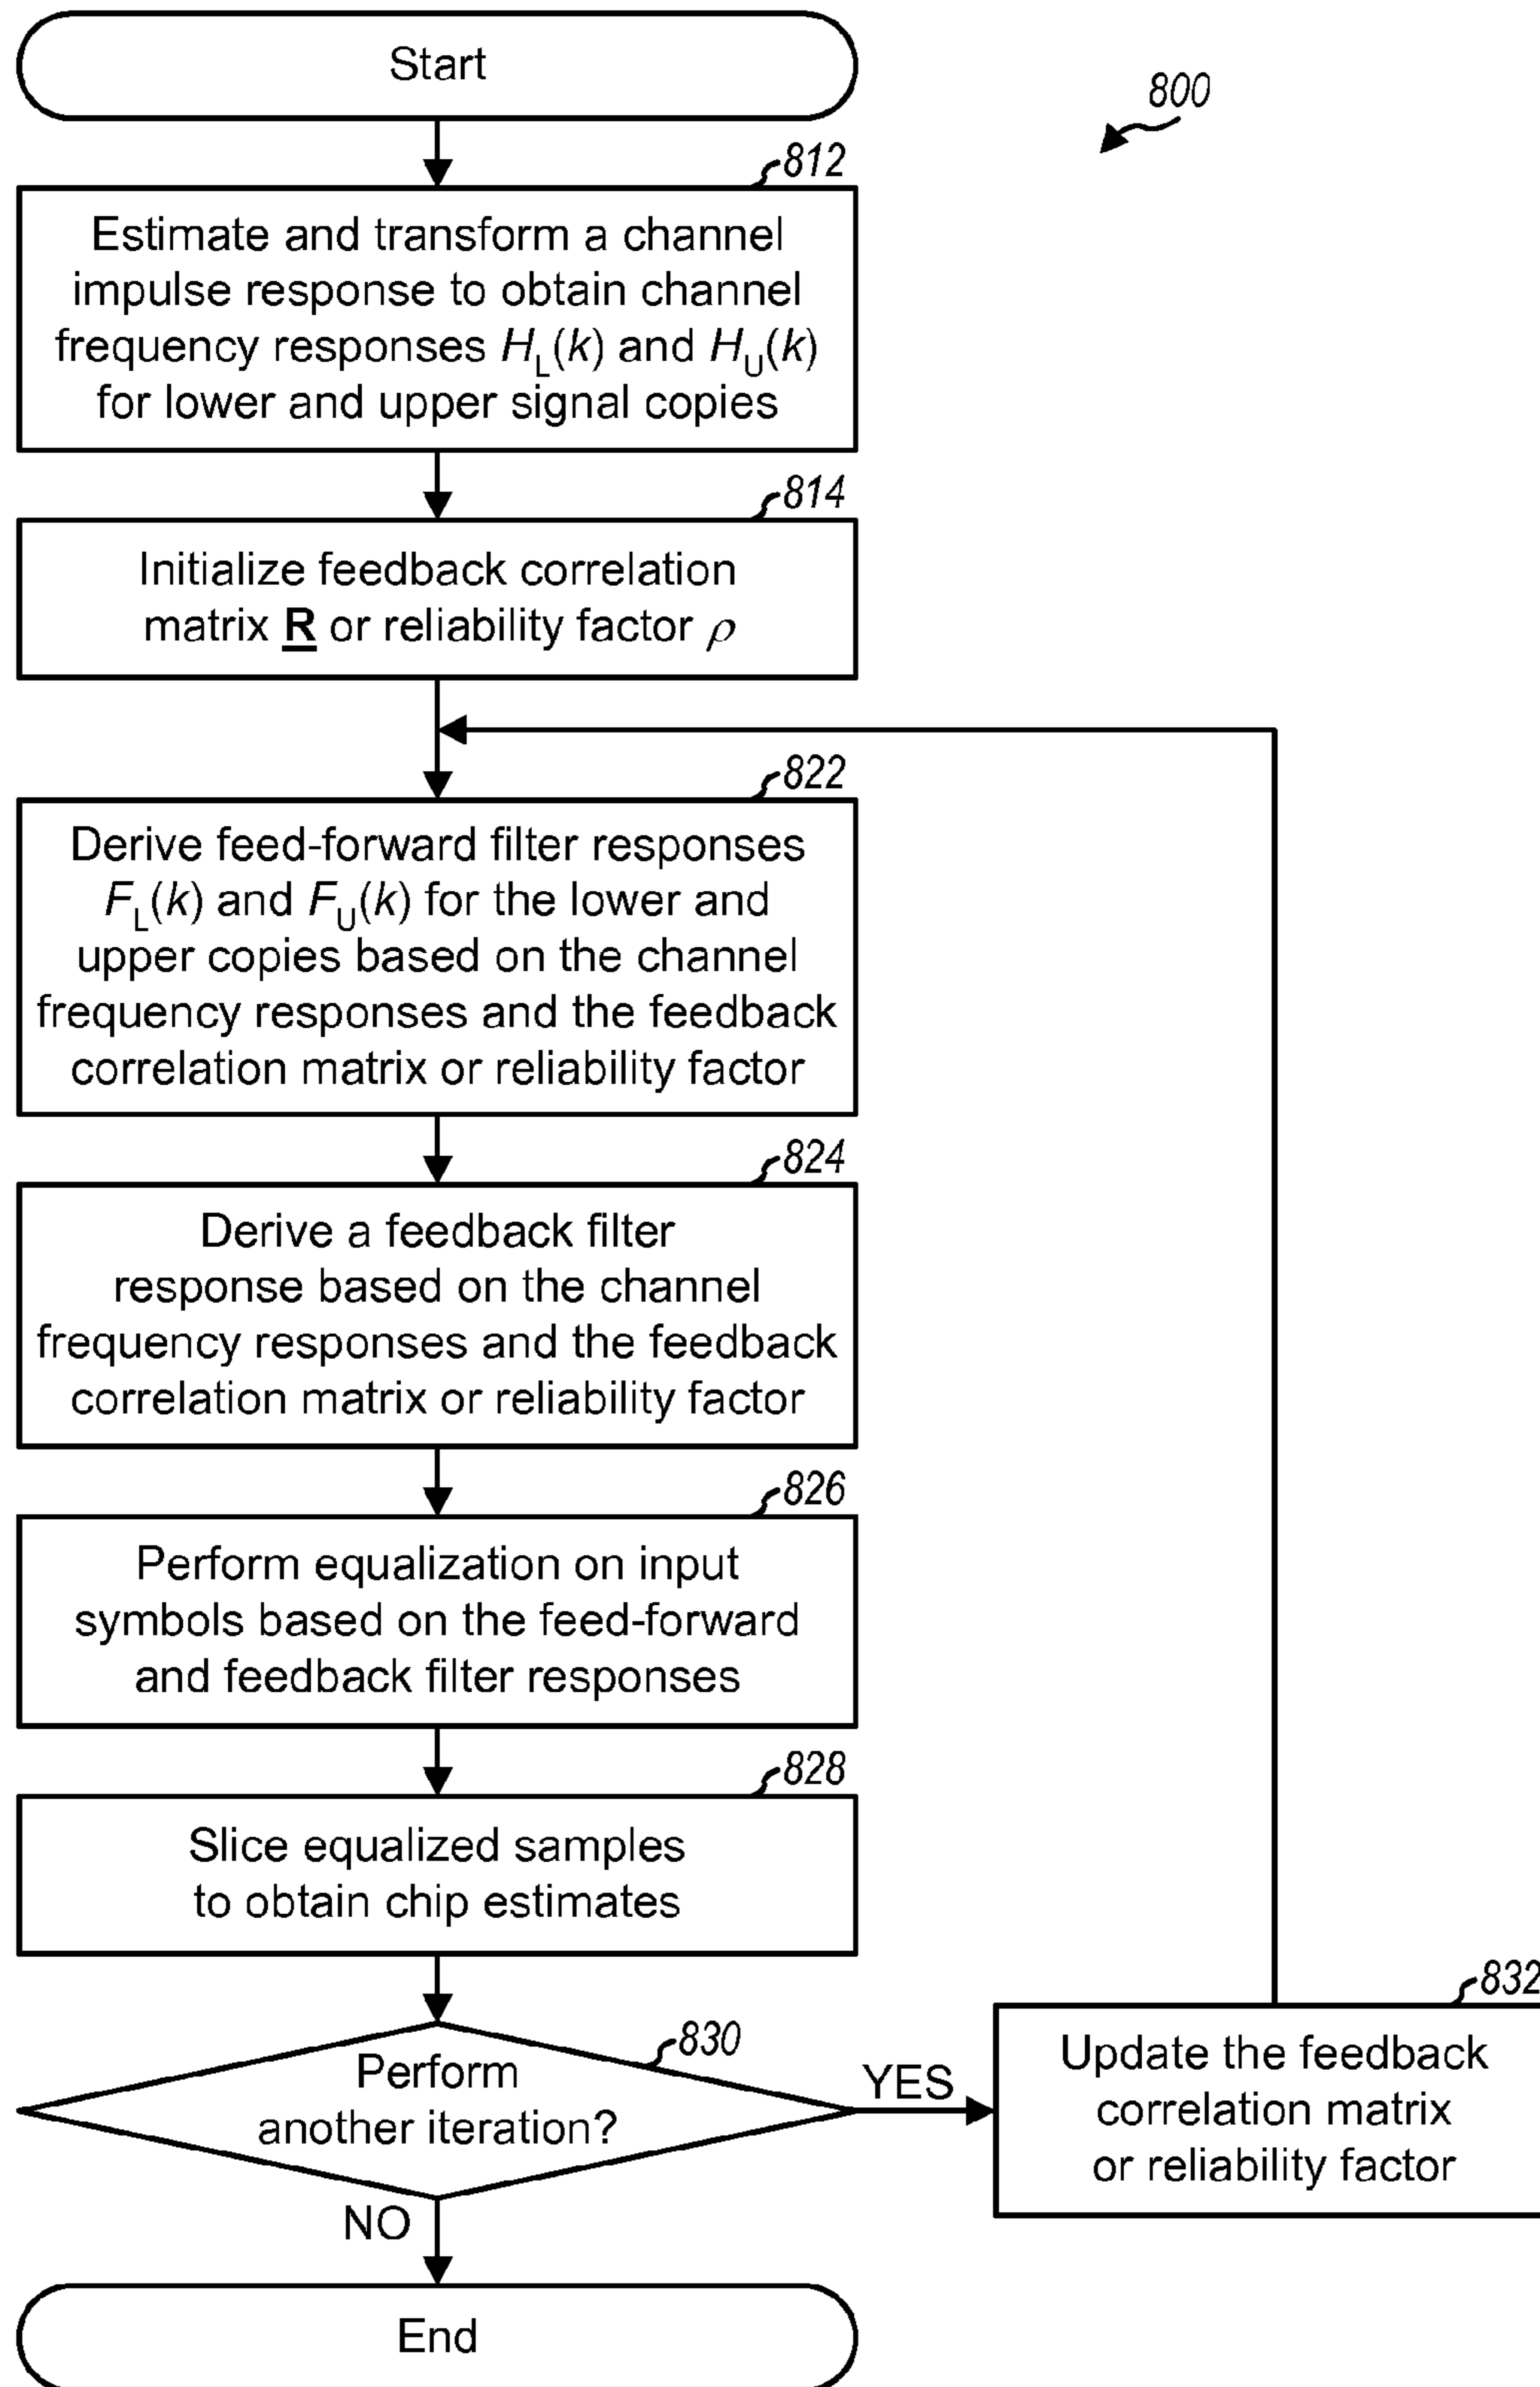 Start
800
812
Estimate and transform a channel
impulse response to obtain channel
frequency responses H_L(k) and H_U(k)
for lower and upper signal copies
814
Initialize feedback correlation
matrix R or reliability factor ρ
822
Derive feed-forward filter responses
F_L(k) and F_U(k) for the lower and
upper copies based on the channel
frequency responses and the feedback
correlation matrix or reliability factor
824
Derive a feedback filter
response based on the channel
frequency responses and the feedback
correlation matrix or reliability factor
826
Perform equalization on input
symbols based on the feed-forward
and feedback filter responses
828
Slice equalized samples
to obtain chip estimates
830
Perform
another iteration?
YES
832
Update the feedback
correlation matrix
or reliability factor
NO
End